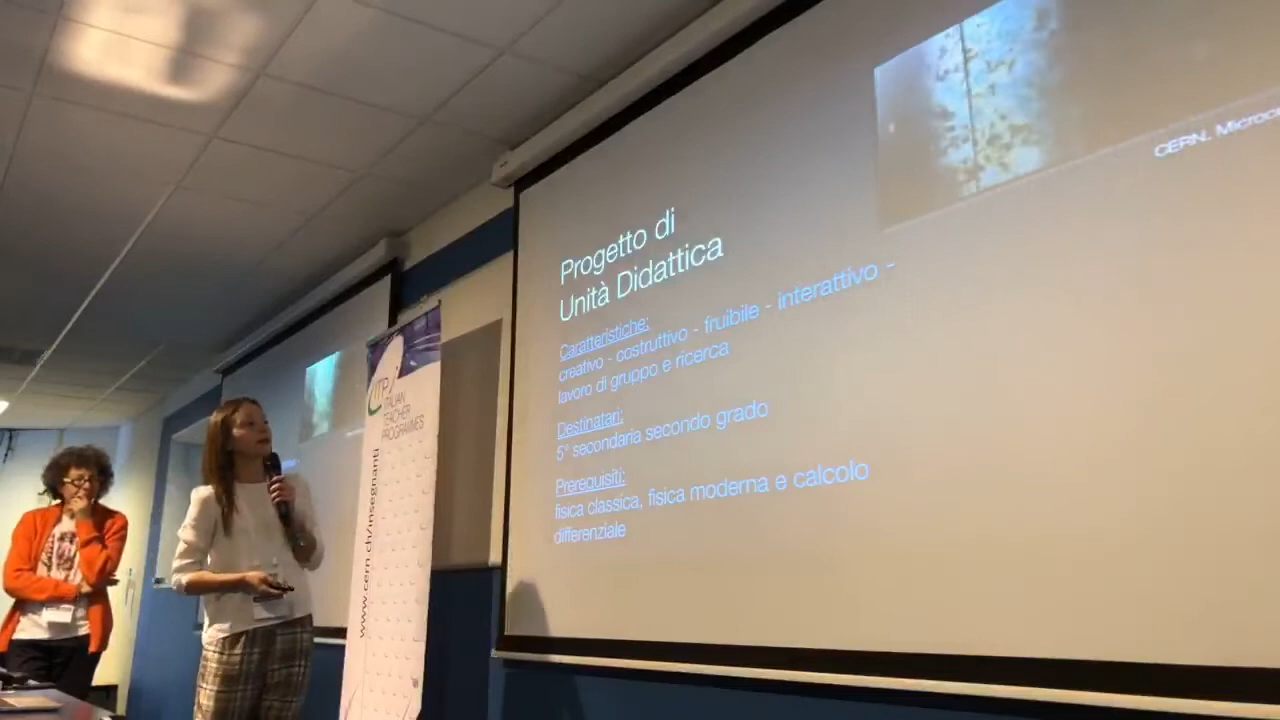 CERN.
Progetto di
Unità Didattica
Caratteristiche:
creativo - costruttivo - fruibile - interattivo -
lavoro di gruppo e ricerca
Destinatari:
5° secondaria secondo grado
Prerequisiti:
fisica classica, fisica moderna e calcolo
differenziale
ITP
ITALIAN
TEACHER
PROGRAMMES
www.cern.ch/insegnanti